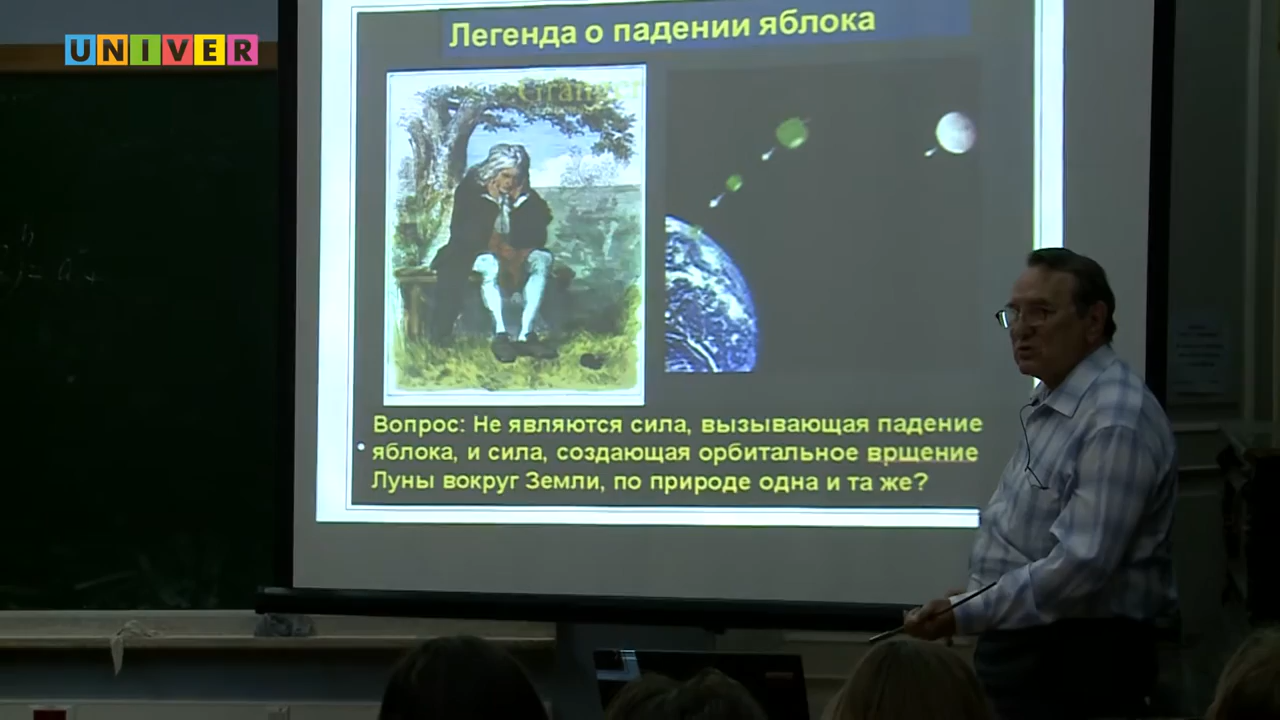 UNIVER
Легенда о падении яблока
Вопрос: Не являются сила, вызывающая падение
яблока, и сила, создающая орбитальное врщение
Луны вокруг Земли, по природе одна и та же?